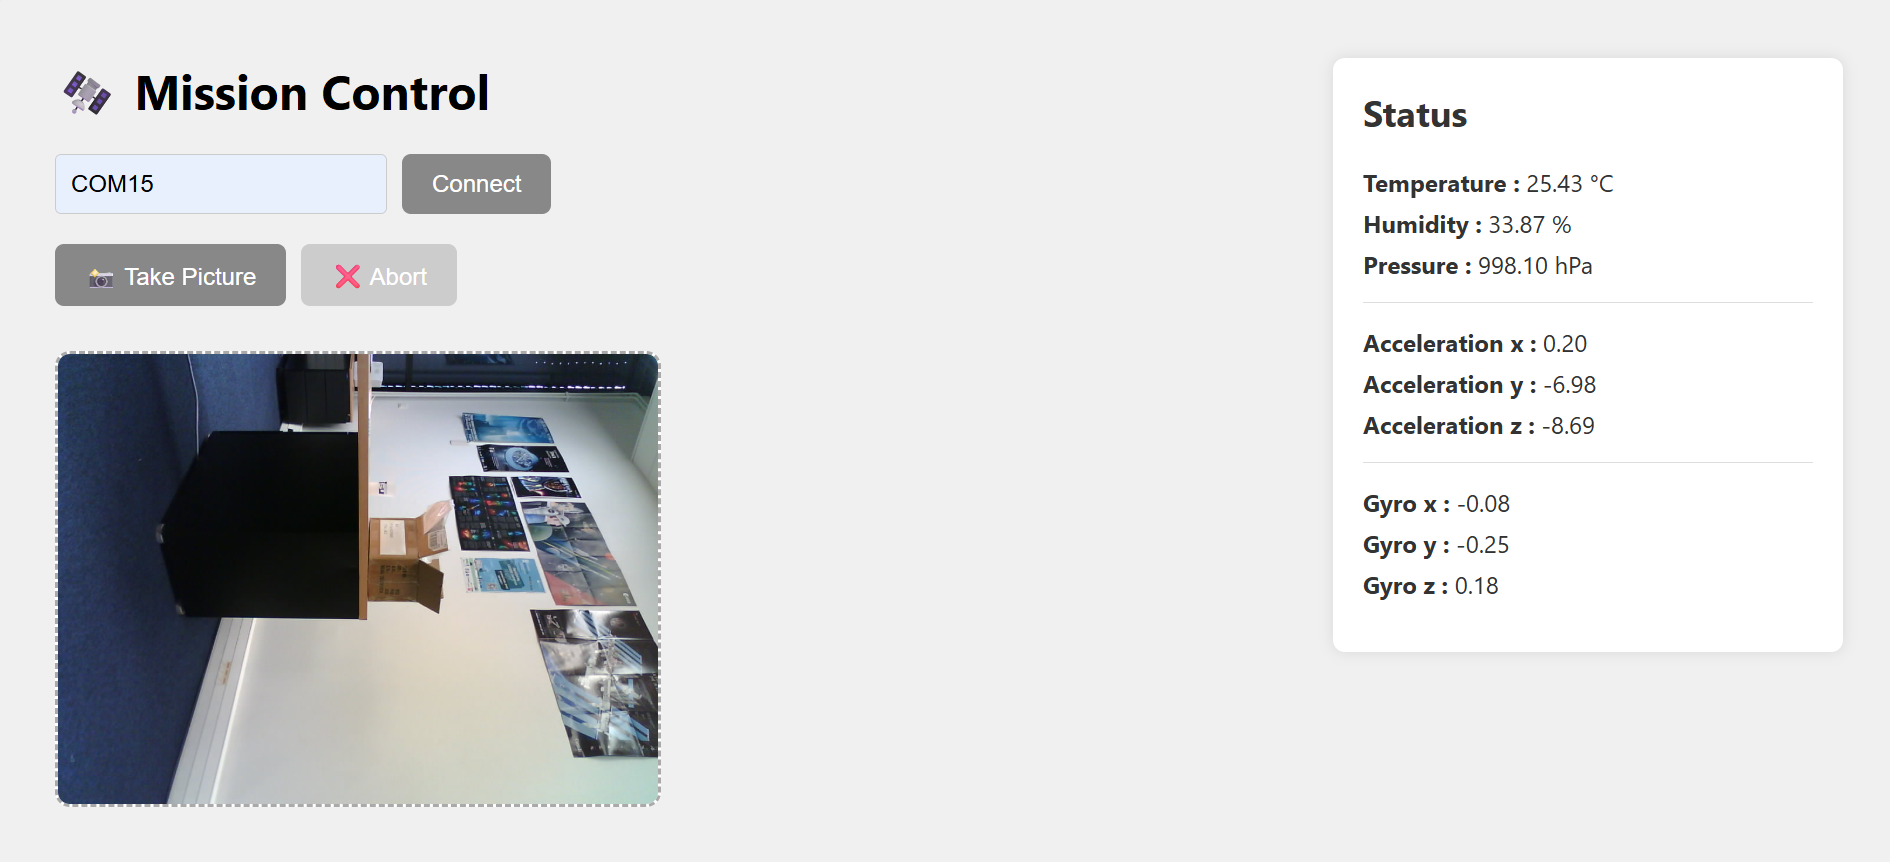 Mission Control
COM15
Connect
Take Picture
Abort
Status
Temperature : 25.43 °C
Humidity : 33.87 %
Pressure : 998.10 hPa
Acceleration x : 0.20
Acceleration y : -6.98
Acceleration z : -8.69
Gyro x : -0.08
Gyro y : -0.25
Gyro z : 0.18